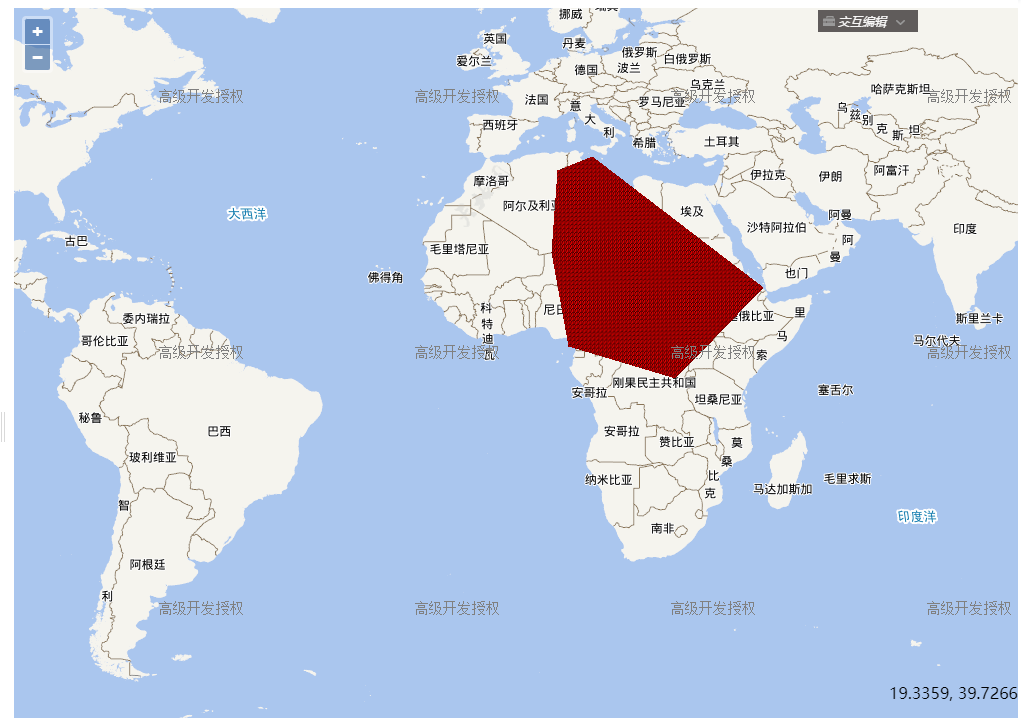 +
−
交互编辑
挪威
英国
丹麦
爱尔兰
俄罗斯
白俄罗斯
德国
波兰
乌克兰
哈萨克斯坦
高级开发授权
高级开发授权
高级开发授权
高级开发授权
法国
意大利
罗马尼亚
乌兹别克斯坦
西班牙
希腊
土耳其
摩洛哥
伊拉克
伊朗
阿富汗
大西洋
阿尔及利亚
埃及
阿曼
沙特阿拉伯
印度
古巴
毛里塔尼亚
阿曼
佛得角
也门
科特迪瓦
尼日
俄比亚
索马里
委内瑞拉
斯里兰卡
哥伦比亚
马尔代夫
高级开发授权
高级开发授权
高级开发授权
高级开发授权
刚果民主共和国
安哥拉
坦桑尼亚
塞舌尔
秘鲁
巴西
安哥拉
赞比亚
莫桑比克
玻利维亚
纳米比亚
马达加斯加
毛里求斯
智利
印度洋
南非
阿根廷
高级开发授权
高级开发授权
高级开发授权
高级开发授权
19.3359, 39.7266